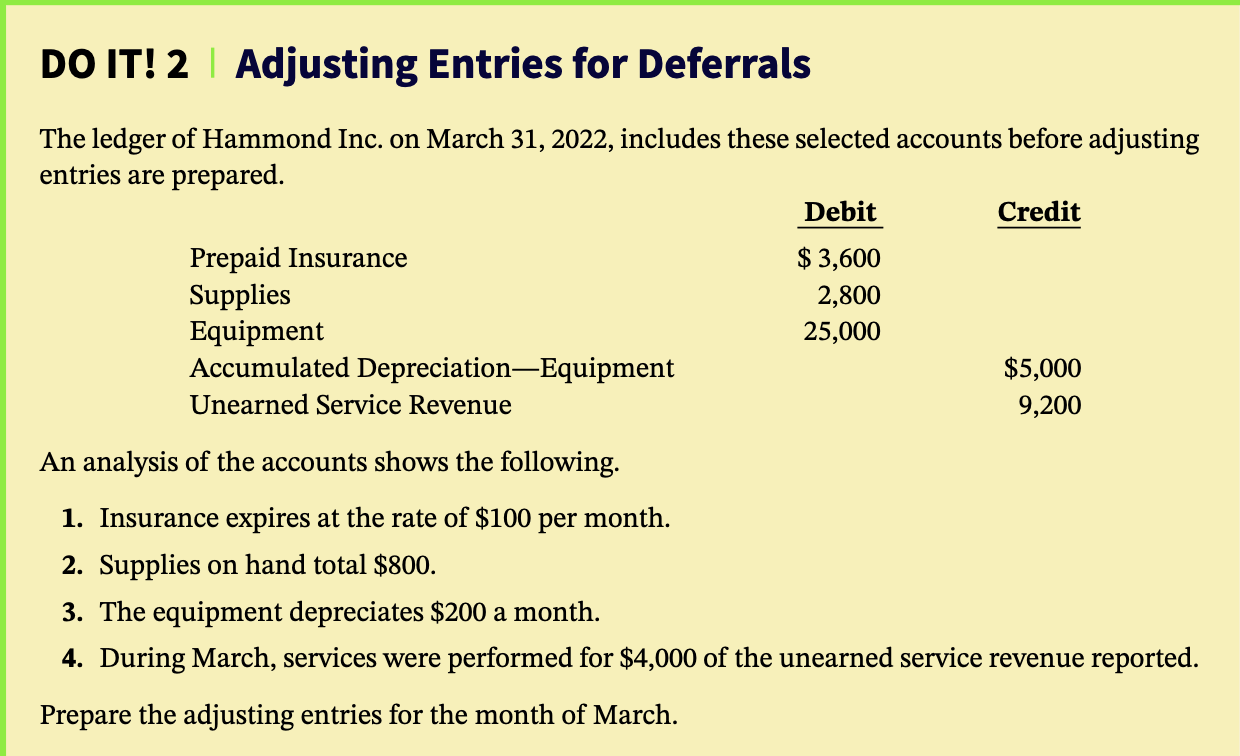 DO IT! 2 | Adjusting Entries for Deferrals
The ledger of Hammond Inc. on March 31, 2022, includes these selected accounts before adjusting
entries are prepared.
Debit Credit
Prepaid Insurance $ 3,600
Supplies 2,800
Equipment 25,000
Accumulated Depreciation—Equipment $5,000
Unearned Service Revenue 9,200
An analysis of the accounts shows the following.
1. Insurance expires at the rate of $100 per month.
2. Supplies on hand total $800.
3. The equipment depreciates $200 a month.
4. During March, services were performed for $4,000 of the unearned service revenue reported.
Prepare the adjusting entries for the month of March.